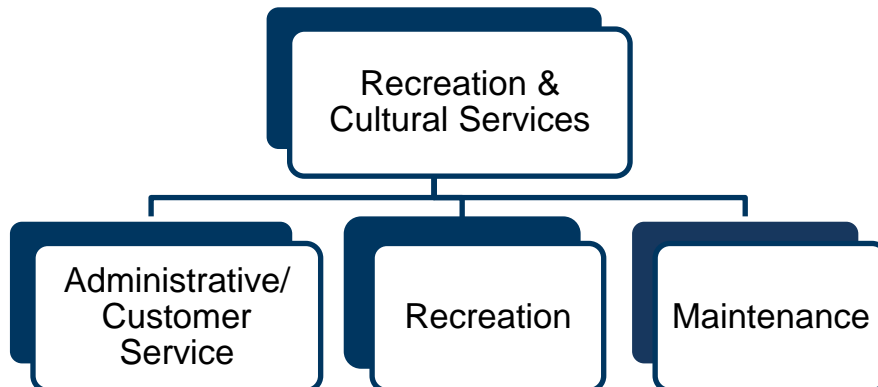 Recreation &
Cultural Services
Administrative/
Customer
Service
Recreation
Maintenance